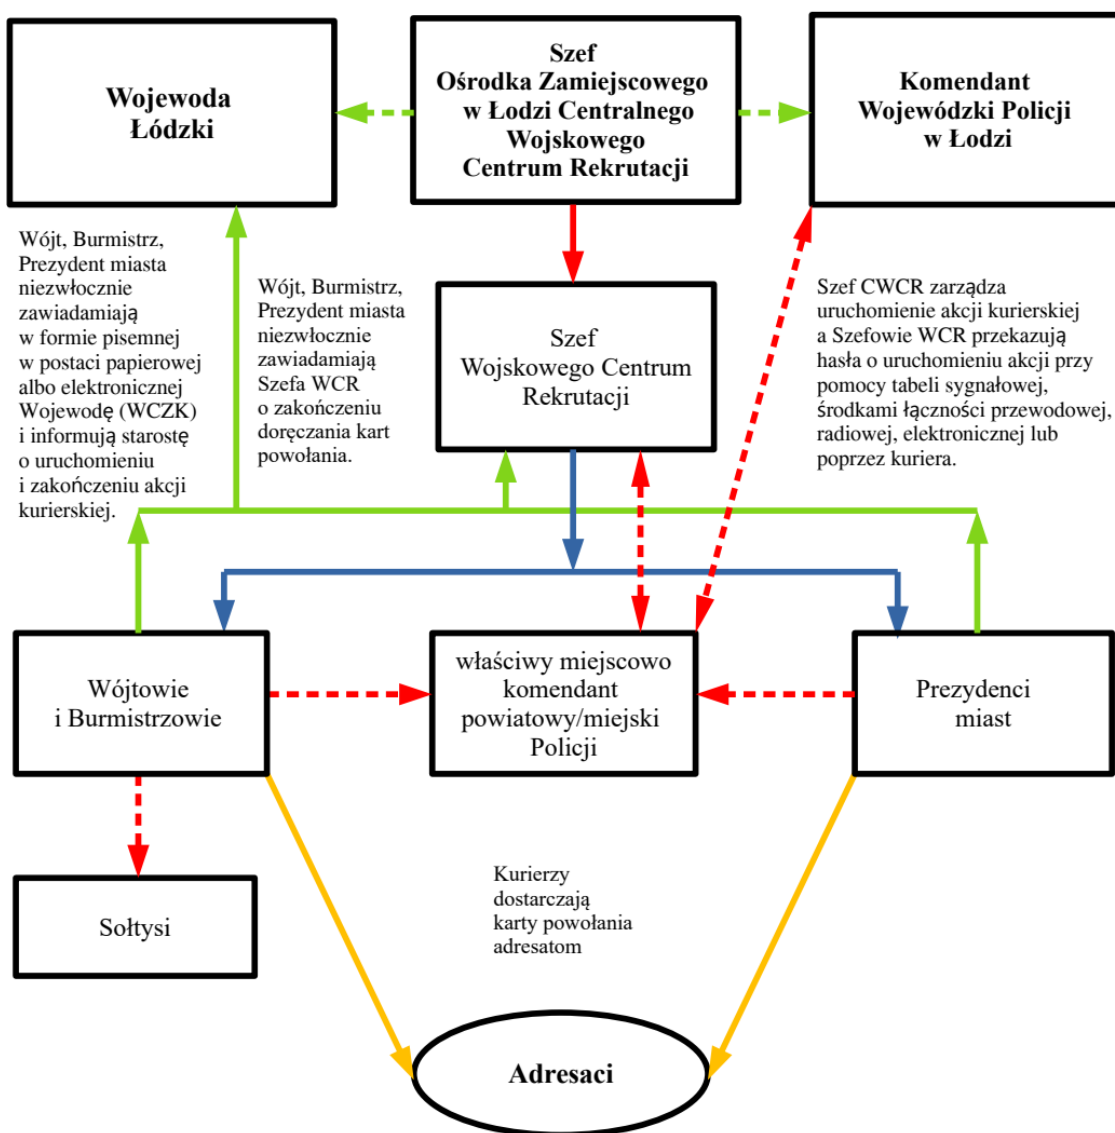 Wojewoda
Łódzki
Szef
Ośrodka Zamiejscowego
w Łodzi Centralnego
Wojskowego
Centrum Rekrutacji
Komendant
Wojewódzki Policji
w Łodzi
Wójt, Burmistrz,
Prezydent miasta
niezwłocznie
zawiadamiają
w formie pisemnej
w postaci papierowej
albo elektronicznej
Wojewodę (WCZK)
i informują starostę
o uruchomieniu
i zakończeniu akcji
kurierskiej.
Wójt, Burmistrz,
Prezydent miasta
niezwłocznie
zawiadamiają
Szefa WCR
o zakończeniu
doręczania kart
powołania.
Szef
Wojskowego Centrum
Rekrutacji
Szef CWCR zarządza
uruchomienie akcji kurierskiej
a Szefowie WCR przekazują
hasła o uruchomieniu akcji przy
pomocy tabeli sygnałowej,
środkami łączności przewodowej,
radiowej, elektronicznej lub
poprzez kuriera.
Wójtowie
i Burmistrzowie
właściwy miejscowo
komendant
powiatowy/miejski
Policji
Prezydenci
miast
Sołtysi
Kurierzy
dostarczają
karty powołania
adresatom
Adresaci